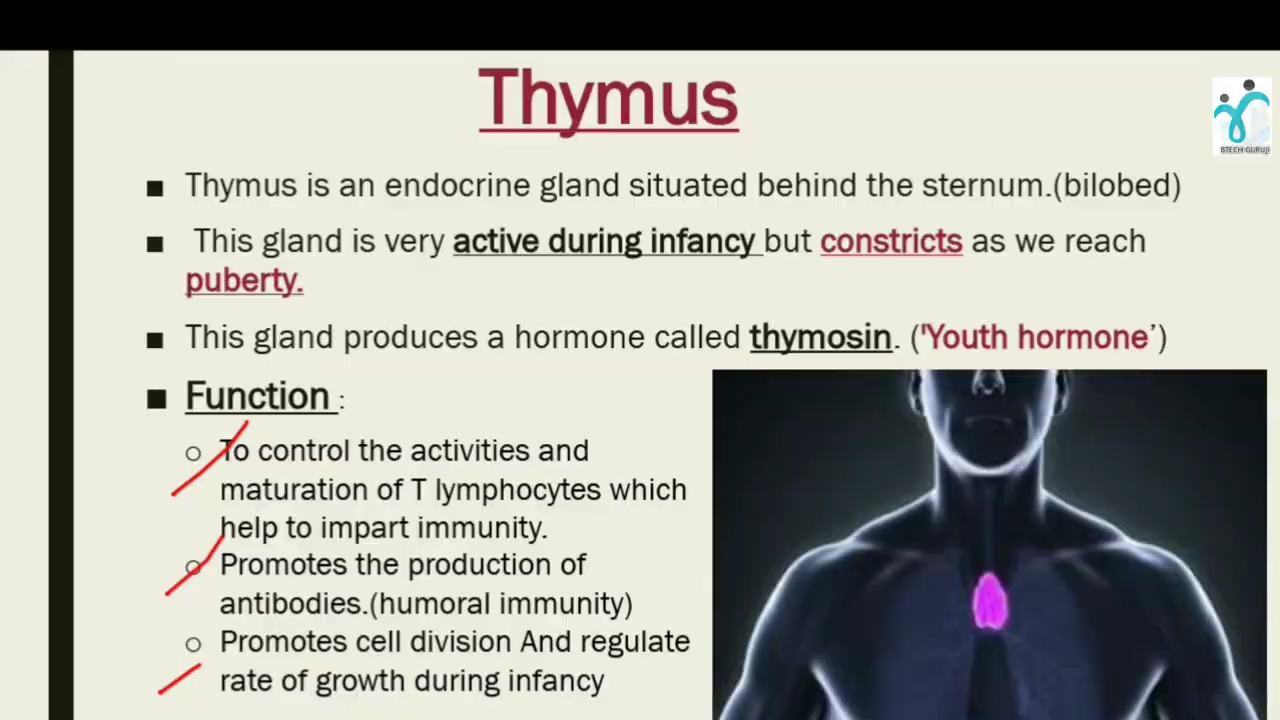 Thymus
BTECH GURUJI
Thymus is an endocrine gland situated behind the sternum.(bilobed)
This gland is very active during infancy but constricts as we reach
puberty.
This gland produces a hormone called thymosin. ('Youth hormone’)
Function :
To control the activities and
maturation of T lymphocytes which
help to impart immunity.
Promotes the production of
antibodies.(humoral immunity)
Promotes cell division And regulate
rate of growth during infancy